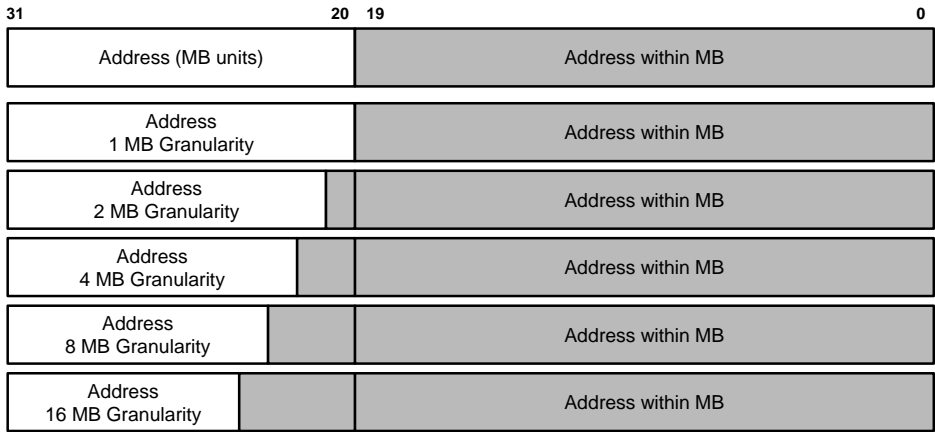 31 20 19 0
Address (MB units) Address within MB
Address
1 MB Granularity
Address within MB
Address
2 MB Granularity
Address within MB
Address
4 MB Granularity
Address within MB
Address
8 MB Granularity
Address within MB
Address
16 MB Granularity
Address within MB